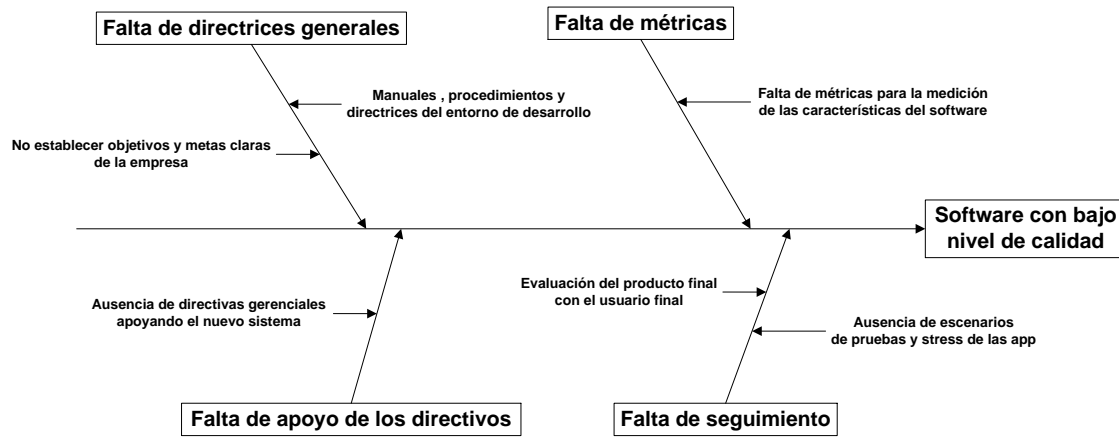 Falta de directrices generales
Falta de métricas
Manuales , procedimientos y
directrices del entorno de desarrollo
Falta de métricas para la medición
de las características del software
No establecer objetivos y metas claras
de la empresa
Software con bajo
nivel de calidad
Evaluación del producto final
con el usuario final
Ausencia de directivas gerenciales
apoyando el nuevo sistema
Ausencia de escenarios
de pruebas y stress de las app
Falta de apoyo de los directivos
Falta de seguimiento